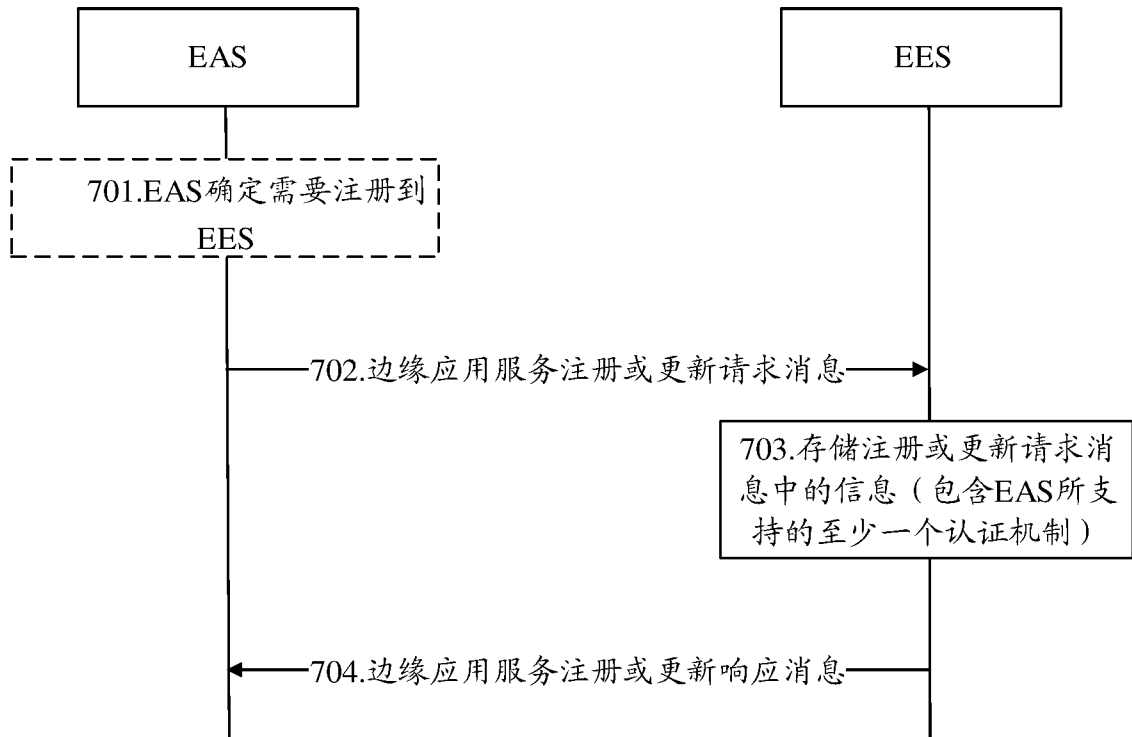 EAS
EES
701.EAS确定需要注册到
EES
702.边缘应用服务注册或更新请求消息
703.存储注册或更新请求消
息中的信息（包含EAS所支
持的至少一个认证机制）
704.边缘应用服务注册或更新响应消息